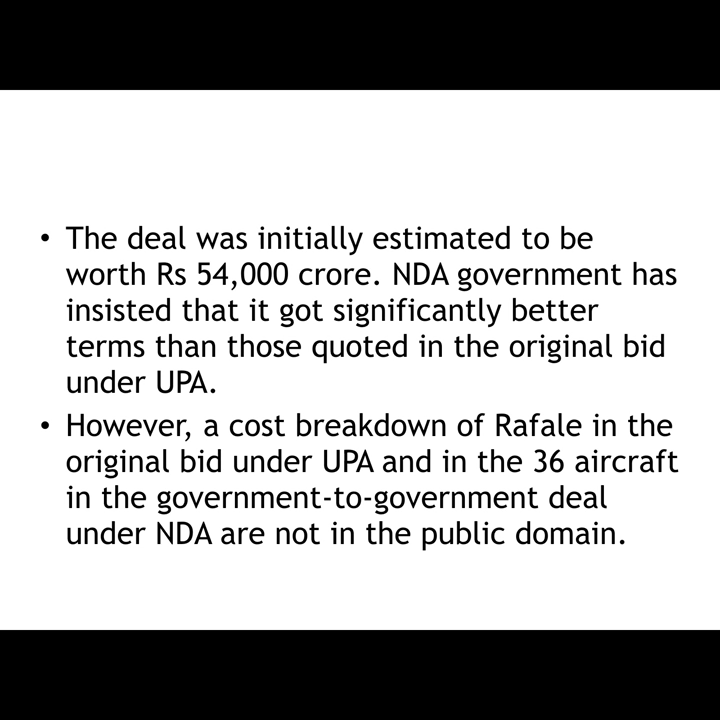 • The deal was initially estimated to be
worth Rs 54,000 crore. NDA government has
insisted that it got significantly better
terms than those quoted in the original bid
under UPA.
• However, a cost breakdown of Rafale in the
original bid under UPA and in the 36 aircraft
in the government-to-government deal
under NDA are not in the public domain.